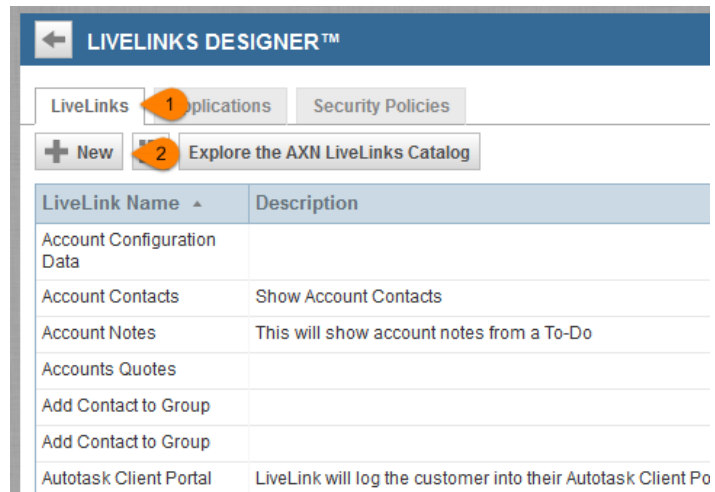 LIVELINKS DESIGNER™
LiveLinks 1 Applications Security Policies
New 2 Explore the AXN LiveLinks Catalog
LiveLink Name Description
Account Configuration
Data
Account Contacts Show Account Contacts
Account Notes This will show account notes from a To-Do
Accounts Quotes
Add Contact to Group
Add Contact to Group
Autotask Client Portal LiveLink will log the customer into their Autotask Client Po